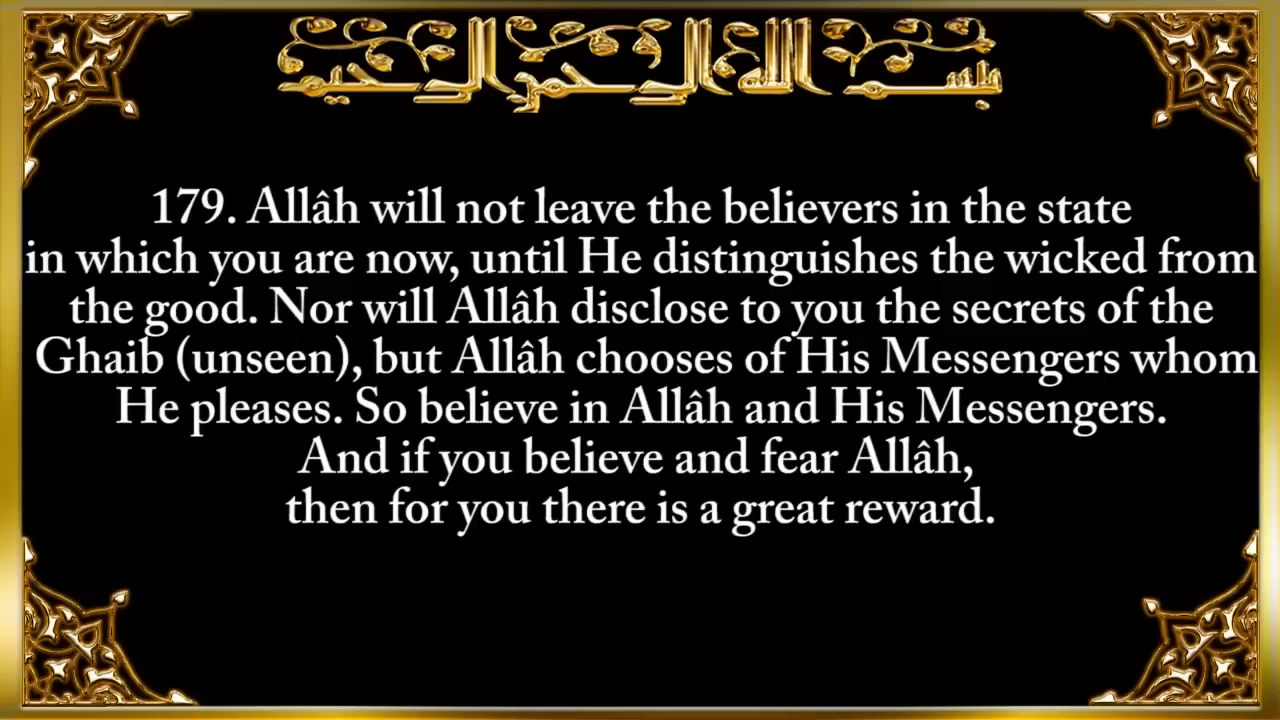 بسم الله الرحمن الرحيم
179. Allâh will not leave the believers in the state
in which you are now, until He distinguishes the wicked from
the good. Nor will Allâh disclose to you the secrets of the
Ghaib (unseen), but Allâh chooses of His Messengers whom
He pleases. So believe in Allâh and His Messengers.
And if you believe and fear Allâh,
then for you there is a great reward.